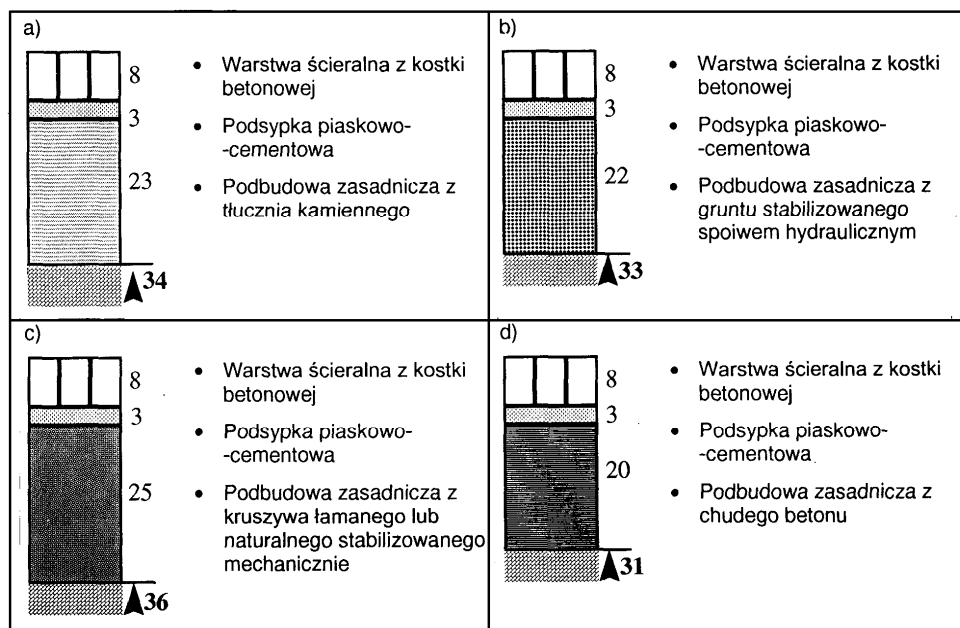 a)
8
3
23
34
• Warstwa ścieralna z kostki
betonowej
• Podsypka piaskowo-
-cementowa
• Podbudowa zasadnicza z
tłucznia kamiennego
b)
8
3
22
33
• Warstwa ścieralna z kostki
betonowej
• Podsypka piaskowo-
-cementowa
• Podbudowa zasadnicza z
gruntu stabilizowanego
spoiwem hydraulicznym
c)
8
3
25
36
• Warstwa ścieralna z kostki
betonowej
• Podsypka piaskowo-
-cementowa
• Podbudowa zasadnicza z
kruszywa łamanego lub
naturalnego stabilizowanego
mechanicznie
d)
8
3
20
31
• Warstwa ścieralna z kostki
betonowej
• Podsypka piaskowo-
-cementowa
• Podbudowa zasadnicza z
chudego betonu